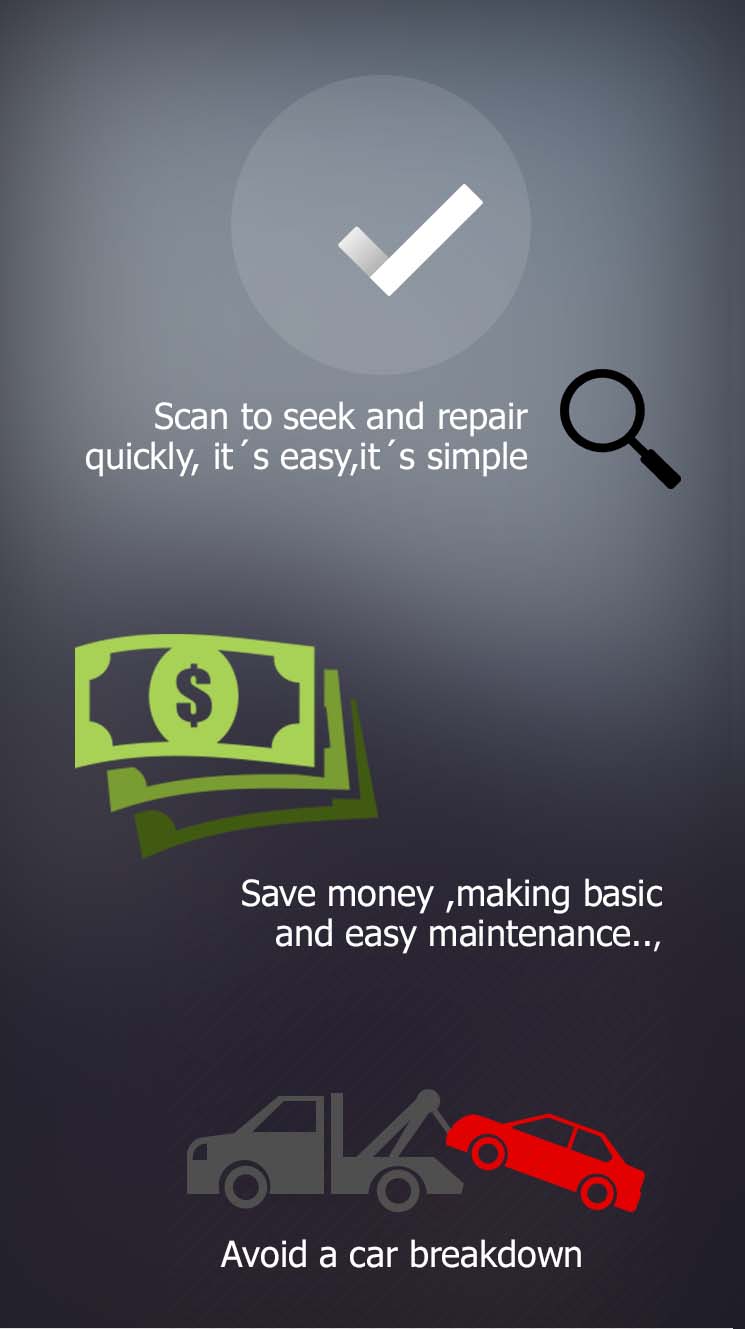 Scan to seek and repair
quickly, it´s easy,it´s simple
$
Save money ,making basic
and easy maintenance..,
Avoid a car breakdown